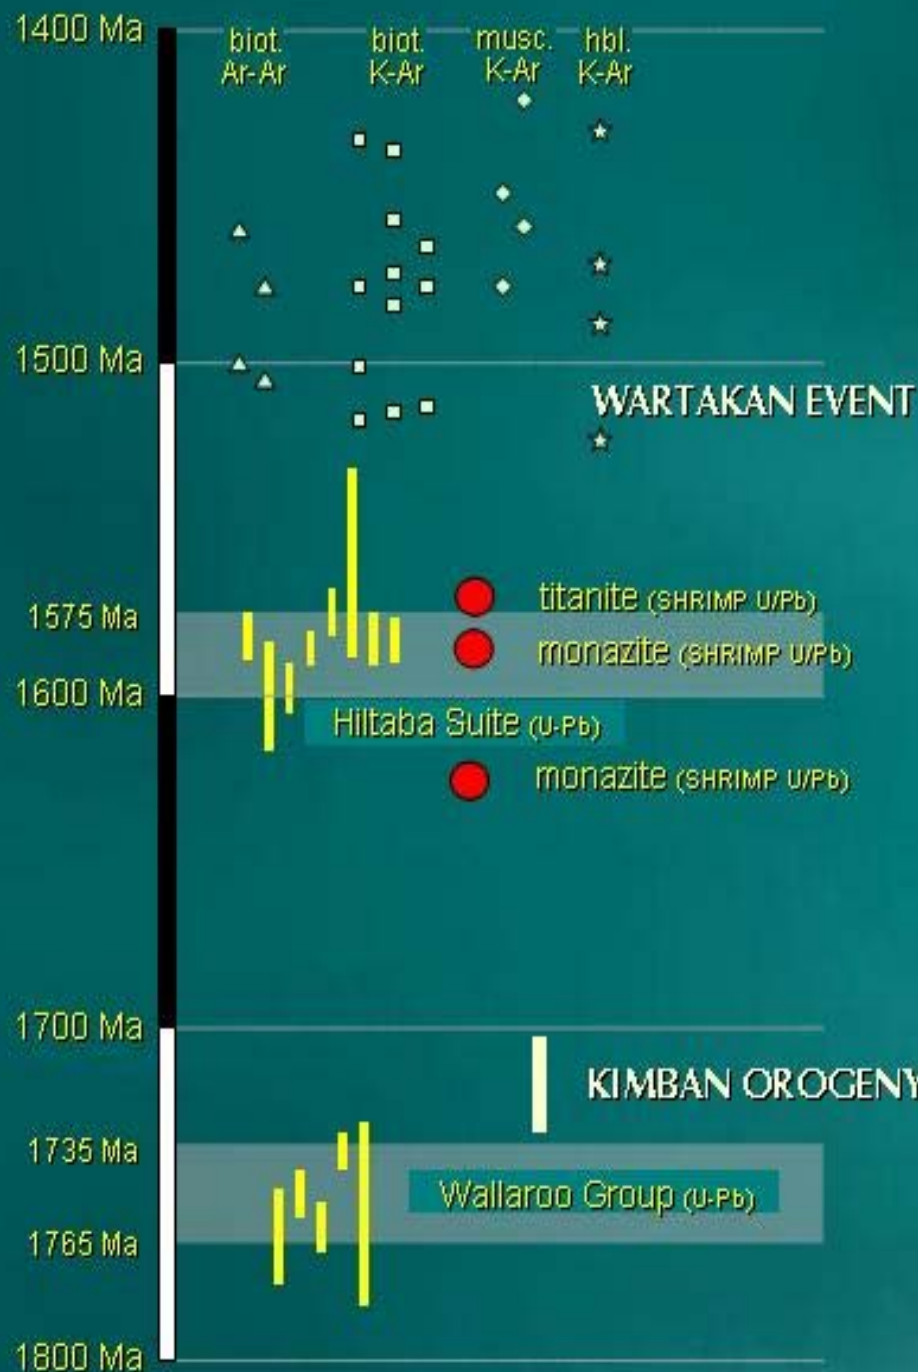 1400 Ma
biot.
Ar-Ar
biot.
K-Ar
musc.
K-Ar
hbl.
K-Ar
1500 Ma
WARTAKAN EVENT
titanite (SHRIMP U/Pb)
1575 Ma
monazite (SHRIMP U/Pb)
1600 Ma
Hiltaba Suite (U-Pb)
monazite (SHRIMP U/Pb)
1700 Ma
KIMBAN OROGENY
1735 Ma
Wallaroo Group (U-Pb)
1765 Ma
1800 Ma